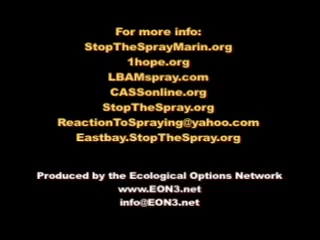 For more info:
StopTheSprayMarin.org
1hope.org
LBAMspray.com
CASSonline.org
StopTheSpray.org
ReactionToSpraying@yahoo.com
Eastbay.StopTheSpray.org
Produced by the Ecological Options Network
www.EON3.net
info@EON3.net